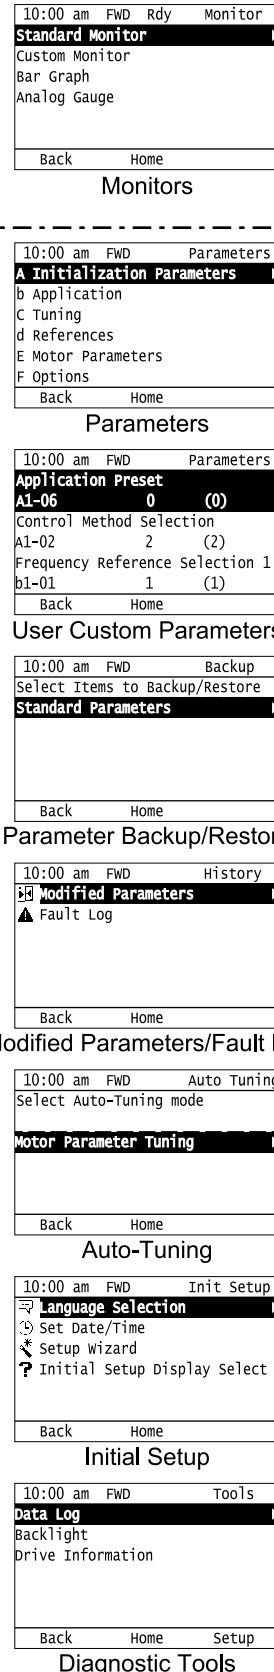 10:00 am FWD Rdy Monitor
Standard Monitor
Custom Monitor
Bar Graph
Analog Gauge
Back Home
Monitors
10:00 am FWD Parameters
A Initialization Parameters
b Application
C Tuning
d References
E Motor Parameters
F Options
Back Home
Parameters
10:00 am FWD Parameters
Application Preset
A1-06 0 (0)
Control Method Selection
A1-02 2 (2)
Frequency Reference Selection 1
b1-01 1 (1)
Back Home
User Custom Parameters
10:00 am FWD Backup
Select Items to Backup/Restore
Standard Parameters
Back Home
Parameter Backup/Restor
10:00 am FWD History
Modified Parameters
Fault Log
Back Home
odified Parameters/Fault
10:00 am FWD Auto Tuning
Select Auto-Tuning mode
Motor Parameter Tuning
Back Home
Auto-Tuning
10:00 am FWD Init Setup
Language Selection
Set Date/Time
Setup Wizard
? Initial Setup Display Select
Back Home
Initial Setup
10:00 am FWD Tools
Data Log
Backlight
Drive Information
Back Home Setup
Diagnostic Tools